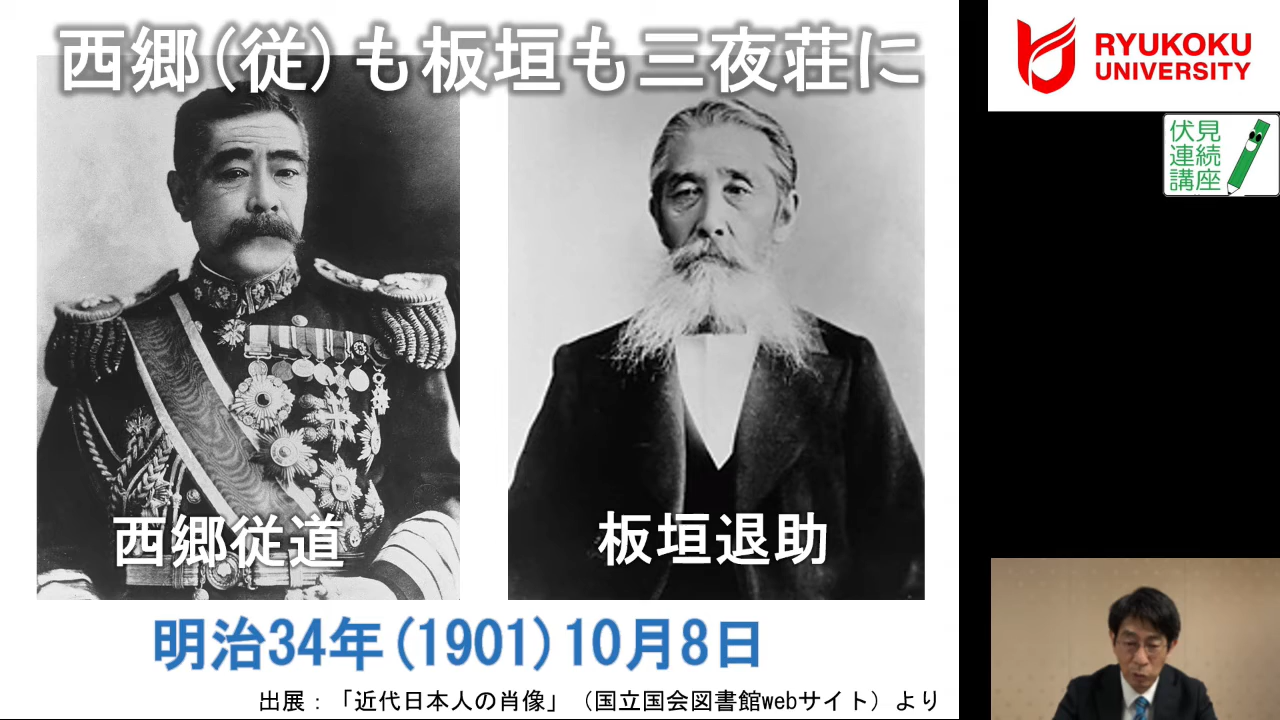 西郷(従)も板垣も三夜荘に
西郷従道
板垣退助
明治34年(1901)10月8日
出展:「近代日本人の肖像」(国立国会図書館webサイト)より
RYUKOKU
UNIVERSITY
伏見
連続
講座